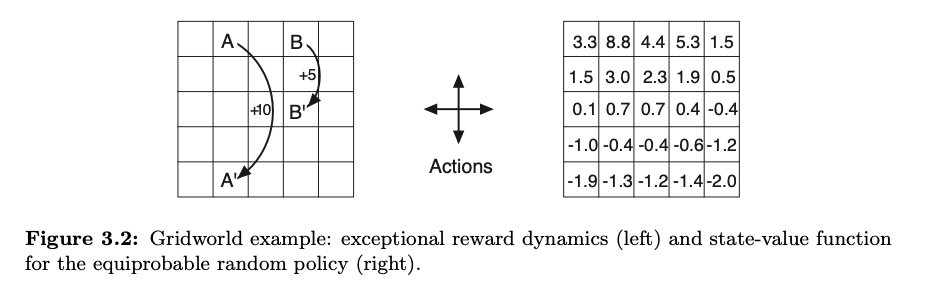 A B
+5
+10 B'
A'
Actions
3.3 8.8 4.4 5.3 1.5
1.5 3.0 2.3 1.9 0.5
0.1 0.7 0.7 0.4 -0.4
-1.0 -0.4 -0.4 -0.6 -1.2
-1.9 -1.3 -1.2 -1.4 -2.0
Figure 3.2: Gridworld example: exceptional reward dynamics (left) and state-value function
for the equiprobable random policy (right).